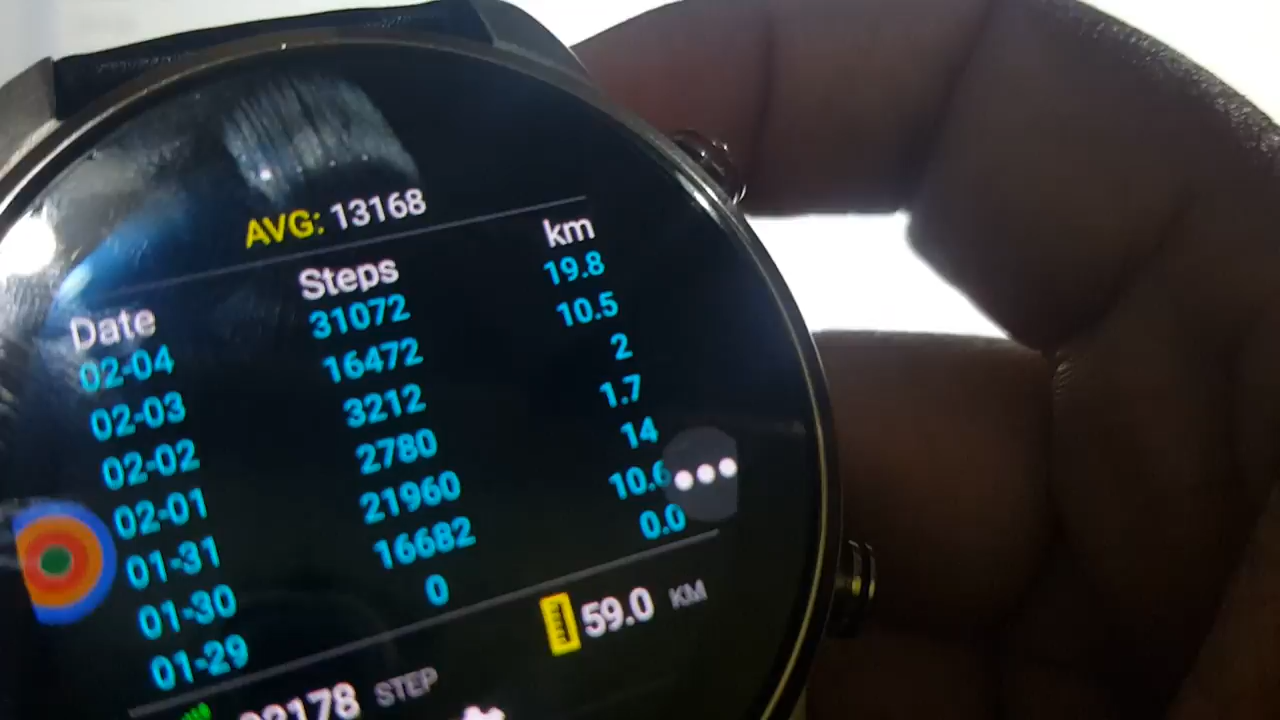 AVG: 13168
Date Steps km
02-04 31072 19.8
02-03 16472 10.5
02-02 3212 2
02-01 2780 1.7
01-31 21960 14
01-30 16682 10.6
01-29 0 0.0
59.0 KM
STEP